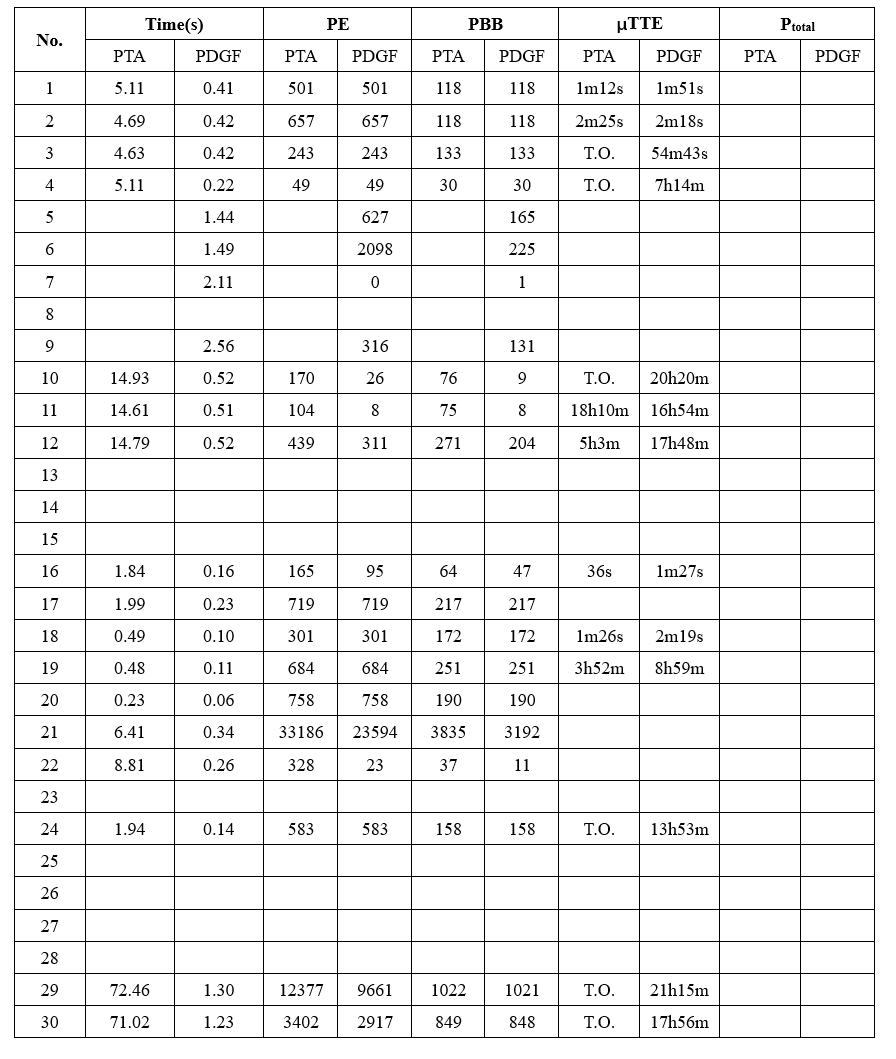 No. Time(s) PE PBB μTTE Ptotal
PTA PDGF PTA PDGF PTA PDGF PTA PDGF PTA PDGF
1 5.11 0.41 501 501 118 118 1m12s 1m51s
2 4.69 0.42 657 657 118 118 2m25s 2m18s
3 4.63 0.42 243 243 133 133 T.O. 54m43s
4 5.11 0.22 49 49 30 30 T.O. 7h14m
5 1.44 627 165
6 1.49 2098 225
7 2.11 0 1
8
9 2.56 316 131
10 14.93 0.52 170 26 76 9 T.O. 20h20m
11 14.61 0.51 104 8 75 8 18h10m 16h54m
12 14.79 0.52 439 311 271 204 5h3m 17h48m
13
14
15
16 1.84 0.16 165 95 64 47 36s 1m27s
17 1.99 0.23 719 719 217 217
18 0.49 0.10 301 301 172 172 1m26s 2m19s
19 0.48 0.11 684 684 251 251 3h52m 8h59m
20 0.23 0.06 758 758 190 190
21 6.41 0.34 33186 23594 3835 3192
22 8.81 0.26 328 23 37 11
23
24 1.94 0.14 583 583 158 158 T.O. 13h53m
25
26
27
28
29 72.46 1.30 12377 9661 1022 1021 T.O. 21h15m
30 71.02 1.23 3402 2917 849 848 T.O. 17h56m